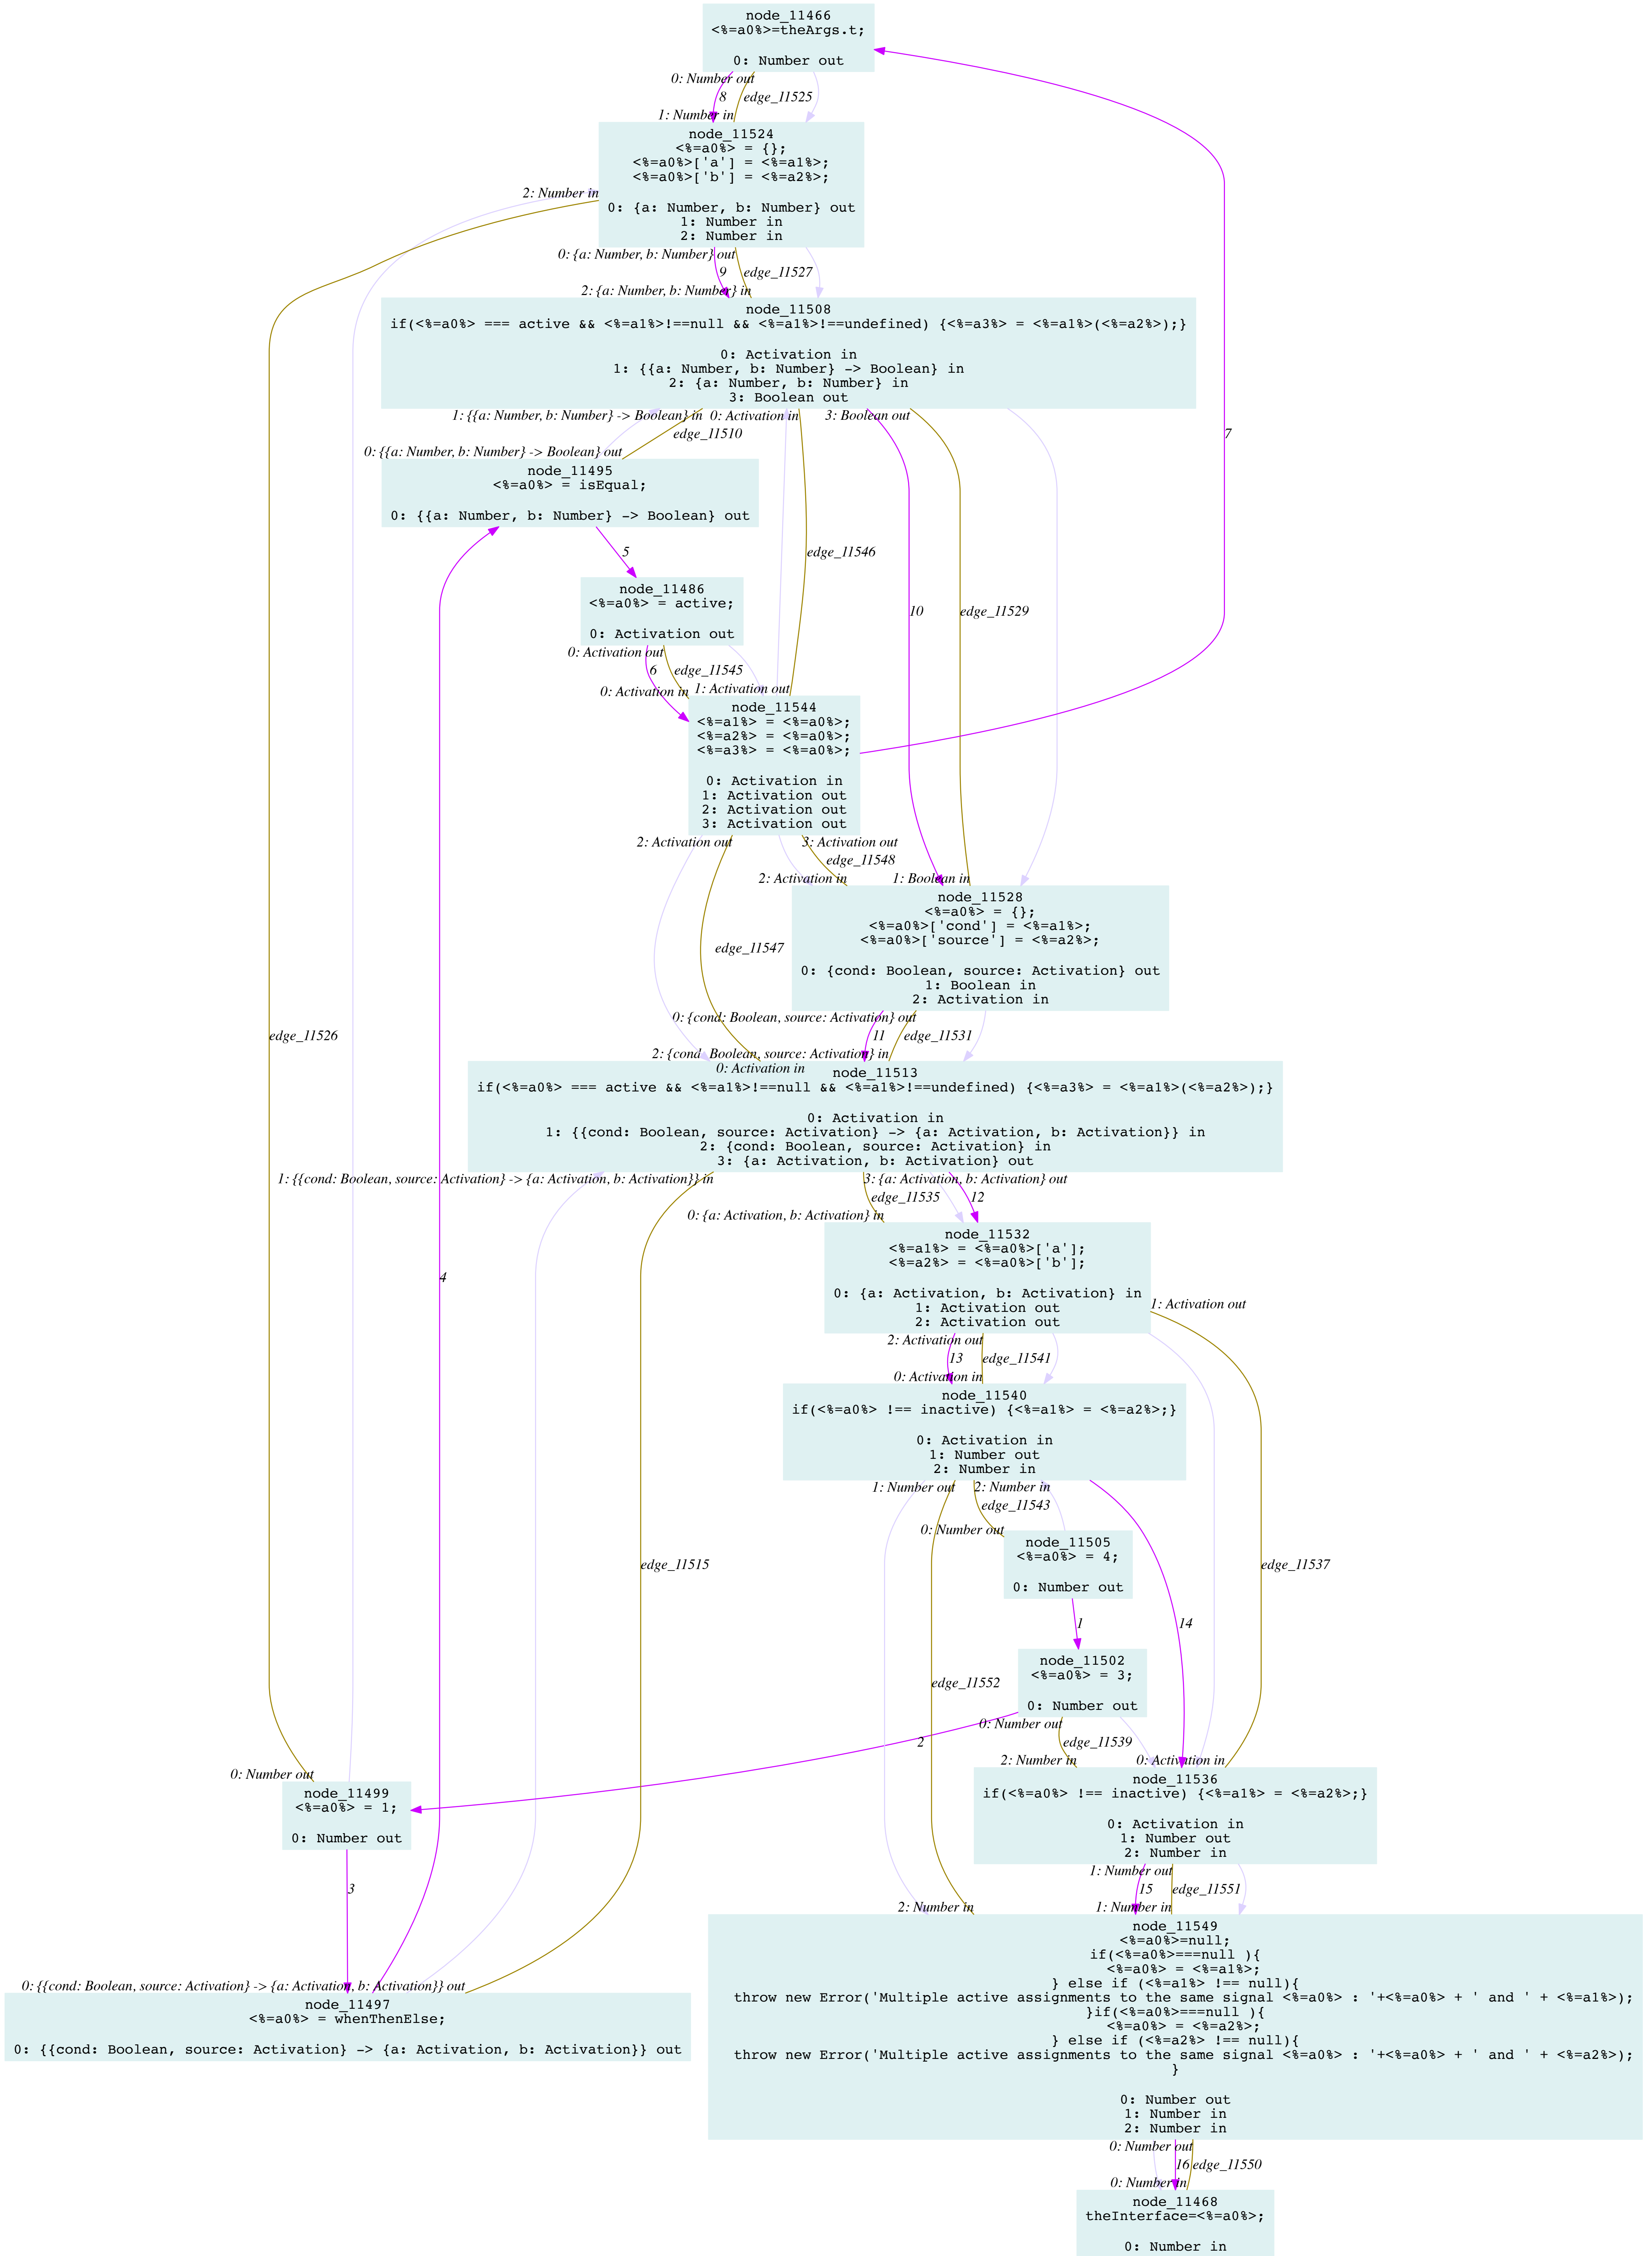 node_11466
<%=a0%>=theArgs.t;
0: Number out
0: Number out
8
edge_11525
1: Number in
node_11524
<%=a0%> = {};
<%=a0%>['a'] = <%=a1%>;
<%=a0%>['b'] = <%=a2%>;
2: Number in
0: {a: Number, b: Number} out
1: Number in
2: Number in
0: {a: Number, b: Number} out
9
edge_11527
2: {a: Number, b: Number} in
node_11508
if(<%=a0%> === active && <%=a1%>!==null && <%=a1%>!==undefined) {<%=a3%> = <%=a1%>(<%=a2%>);}
0: Activation in
1: {{a: Number, b: Number} -> Boolean} in
2: {a: Number, b: Number} in
3: Boolean out
1: {{a: Number, b: Number} -> Boolean} in
0: Activation in
3: Boolean out
7
edge_11510
0: {{a: Number, b: Number} -> Boolean} out
node_11495
<%=a0%> = isEqual;
0: {{a: Number, b: Number} -> Boolean} out
5
edge_11546
node_11486
<%=a0%> = active;
0: Activation out
10
edge_11529
0: Activation out
6
edge_11545
0: Activation in
1: Activation out
node_11544
<%=a1%> = <%=a0%>;
<%=a2%> = <%=a0%>;
<%=a3%> = <%=a0%>;
0: Activation in
1: Activation out
2: Activation out
3: Activation out
2: Activation out
3: Activation out
edge_11548
2: Activation in
1: Boolean in
node_11528
<%=a0%> = {};
<%=a0%>['cond'] = <%=a1%>;
<%=a0%>['source'] = <%=a2%>;
0: {cond: Boolean, source: Activation} out
1: Boolean in
2: Activation in
edge_11547
0: {cond: Boolean, source: Activation} out
edge_11526
11
edge_11531
2: {cond: Boolean, source: Activation} in
0: Activation in
node_11513
if(<%=a0%> === active && <%=a1%>!==null && <%=a1%>!==undefined) {<%=a3%> = <%=a1%>(<%=a2%>);}
0: Activation in
1: {{cond: Boolean, source: Activation} -> {a: Activation, b: Activation}} in
2: {cond: Boolean, source: Activation} in
3: {a: Activation, b: Activation} out
1: {{cond: Boolean, source: Activation} -> {a: Activation, b: Activation}} in
3: {a: Activation, b: Activation} out
edge_11535
12
0: {a: Activation, b: Activation} in
node_11532
<%=a1%> = <%=a0%>['a'];
<%=a2%> = <%=a0%>['b'];
0: {a: Activation, b: Activation} in
1: Activation out
2: Activation out
4
1: Activation out
2: Activation out
13
edge_11541
0: Activation in
node_11540
if(<%=a0%> !== inactive) {<%=a1%> = <%=a2%>;}
0: Activation in
1: Number out
2: Number in
1: Number out
2: Number in
edge_11543
0: Number out
node_11505
<%=a0%> = 4;
0: Number out
edge_11515
edge_11537
1
14
node_11502
<%=a0%> = 3;
0: Number out
edge_11552
0: Number out
2
edge_11539
2: Number in
0: Activation in
0: Number out
node_11499
<%=a0%> = 1;
0: Number out
node_11536
if(<%=a0%> !== inactive) {<%=a1%> = <%=a2%>;}
0: Activation in
1: Number out
2: Number in
1: Number out
3
15
edge_11551
2: Number in
1: Number in
0: {{cond: Boolean, source: Activation} -> {a: Activation, b: Activation}} out
node_11497
<%=a0%> = whenThenElse;
0: {{cond: Boolean, source: Activation} -> {a: Activation, b: Activation}} out
node_11549
<%=a0%>=null;
if(<%=a0%>===null ){
<%=a0%> = <%=a1%>;
} else if (<%=a1%> !== null){
throw new Error('Multiple active assignments to the same signal <%=a0%> : '+<%=a0%> + ' and ' + <%=a1%>);
}if(<%=a0%>===null ){
<%=a0%> = <%=a2%>;
} else if (<%=a2%> !== null){
throw new Error('Multiple active assignments to the same signal <%=a0%> : '+<%=a0%> + ' and ' + <%=a2%>);
}
0: Number out
1: Number in
2: Number in
0: Number out
16
edge_11550
0: Number in
node_11468
theInterface=<%=a0%>;
0: Number in